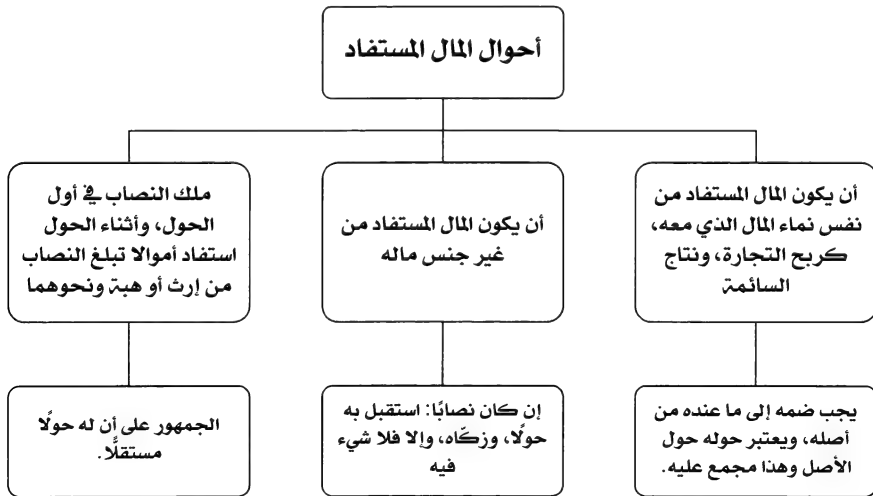 أحوال المال المستفاد
أن يكون المال المستفاد من
نفس نماء المال الذي معه،
كربح التجارة، ونتاج
السائمة
أن يكون المال المستفاد من
غير جنس ماله
ملك النصاب في أول
الحول، وأثناء الحول
استفاد أموالا تبلغ النصاب
من إرث أو هبة ونحوهما
يجب ضمه إلى ما عنده من
أصله، ويعتبر حوله حول
الأصل وهذا مجمع عليه.
إن كان نصابًا: استقبل به
حولًا، وزكّاه، وإلا فلا شيء
فيه
الجمهور على أن له حولًا
مستقلًّا.